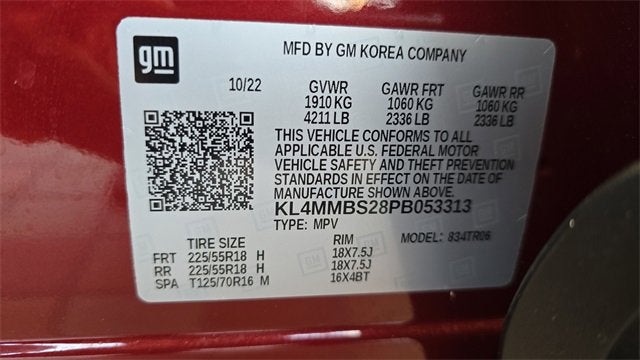 gm
MFD BY GM KOREA COMPANY
10/22 GVWR GAWR FRT GAWR RR
1910 KG 1060 KG 1060 KG
4211 LB 2336 LB 2336 LB
THIS VEHICLE CONFORMS TO ALL
APPLICABLE U.S. FEDERAL MOTOR
VEHICLE SAFETY AND THEFT PREVENTION
STANDARDS IN EFFECT ON THE DATE OF
MANUFACTURE SHOWN ABOVE.
KL4MMBS28PB053313
TYPE: MPV MODEL: 834TR06
TIRE SIZE RIM
FRT 225/55R18 H 18X7.5J
RR 225/55R18 H 18X7.5J
SPA T125/70R16 M 16X4BT